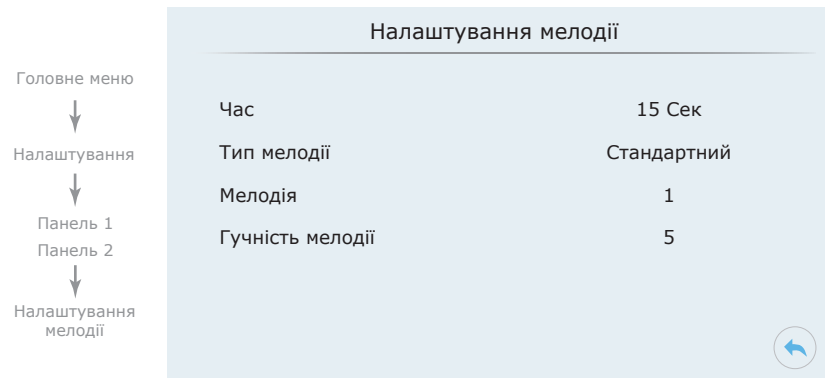 Головне меню
Налаштування
Панель 1
Панель 2
Налаштування
мелодії
Налаштування мелодії
Час 15 Сек
Тип мелодії Стандартний
Мелодія 1
Гучність мелодії 5